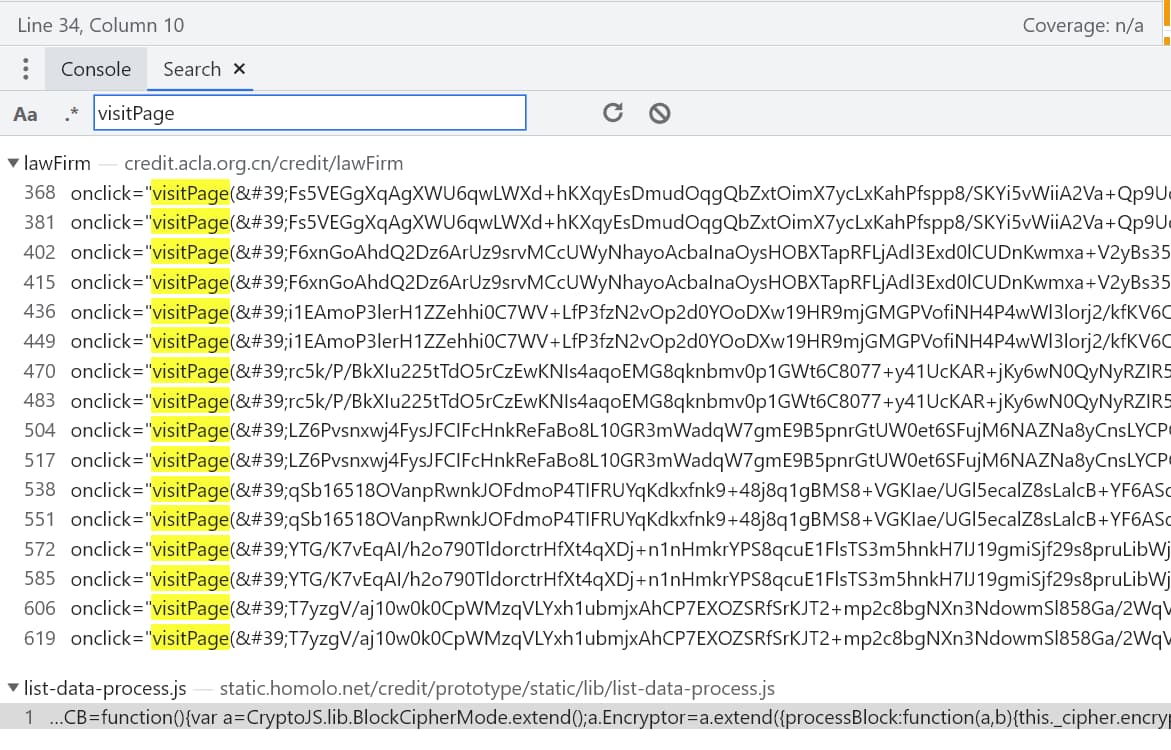 Line 34, Column 10 Coverage: n/a
Console Search ×
Aa .* visitPage
lawFirm — credit.acla.org.cn/credit/lawFirm
368 onclick="visitPage(&#39;Fs5VEGgXqAgXWU6qwLWXd+hKXqyEsDmudOqgQbZxtOimX7ycLxKahPfspp8/SKYi5vWiiA2Va+Qp9U
381 onclick="visitPage(&#39;Fs5VEGgXqAgXWU6qwLWXd+hKXqyEsDmudOqgQbZxtOimX7ycLxKahPfspp8/SKYi5vWiiA2Va+Qp9U
402 onclick="visitPage(&#39;F6xnGoAhdQ2Dz6ArUz9srvMCcUWyNhayoAcbaInaOysHOBXTapRFLjAdl3Exd0lCUDnKwmxa+V2yBs35
415 onclick="visitPage(&#39;F6xnGoAhdQ2Dz6ArUz9srvMCcUWyNhayoAcbaInaOysHOBXTapRFLjAdl3Exd0lCUDnKwmxa+V2yBs35
436 onclick="visitPage(&#39;i1EAmoP3lerH1ZZehhi0C7WV+LfP3fzN2vOp2d0YOoDXw19HR9mjGMGPVofiNH4P4wWl3lorj2/kfKV6C
449 onclick="visitPage(&#39;i1EAmoP3lerH1ZZehhi0C7WV+LfP3fzN2vOp2d0YOoDXw19HR9mjGMGPVofiNH4P4wWl3lorj2/kfKV6C
470 onclick="visitPage(&#39;rc5k/P/BkXIu225tTdO5rCzEwKNIs4aqoEMG8qknbmv0p1GWt6C8077+y41UcKAR+jKy6wN0QyNyRZIR5
483 onclick="visitPage(&#39;rc5k/P/BkXIu225tTdO5rCzEwKNIs4aqoEMG8qknbmv0p1GWt6C8077+y41UcKAR+jKy6wN0QyNyRZIR5
504 onclick="visitPage(&#39;LZ6Pvsnxwj4FysJFCIFcHnkReFaBo8L10GR3mWadqW7gmE9B5pnrGtUW0et6SFujM6NAZNa8yCnsLYCP
517 onclick="visitPage(&#39;LZ6Pvsnxwj4FysJFCIFcHnkReFaBo8L10GR3mWadqW7gmE9B5pnrGtUW0et6SFujM6NAZNa8yCnsLYCP
538 onclick="visitPage(&#39;qSb16518OVanpRwnkJOFdmoP4TIFRUYqKdkxfnk9+48j8q1gBMS8+VGKIae/UGl5ecalZ8sLalcB+YF6AS
551 onclick="visitPage(&#39;qSb16518OVanpRwnkJOFdmoP4TIFRUYqKdkxfnk9+48j8q1gBMS8+VGKIae/UGl5ecalZ8sLalcB+YF6AS
572 onclick="visitPage(&#39;YTG/K7vEqAI/h2o790TldorctrHfXt4qXDj+n1nHmkrYPS8qcuE1FlsTS3m5hnkH7IJ19gmiSjf29s8pruLibWj
585 onclick="visitPage(&#39;YTG/K7vEqAI/h2o790TldorctrHfXt4qXDj+n1nHmkrYPS8qcuE1FlsTS3m5hnkH7IJ19gmiSjf29s8pruLibWj
606 onclick="visitPage(&#39;T7yzgV/aj10w0k0CpWMzqVLYxh1ubmjxAhCP7EXOZSRfSrKJT2+mp2c8bgNXn3NdowmSl858Ga/2WqV
619 onclick="visitPage(&#39;T7yzgV/aj10w0k0CpWMzqVLYxh1ubmjxAhCP7EXOZSRfSrKJT2+mp2c8bgNXn3NdowmSl858Ga/2WqV
list-data-process.js — static.homolo.net/credit/prototype/static/lib/list-data-process.js
1 …CB=function(){var a=CryptoJS.lib.BlockCipherMode.extend();a.Encryptor=a.extend({processBlock:function(a,b){this._cipher.encryp